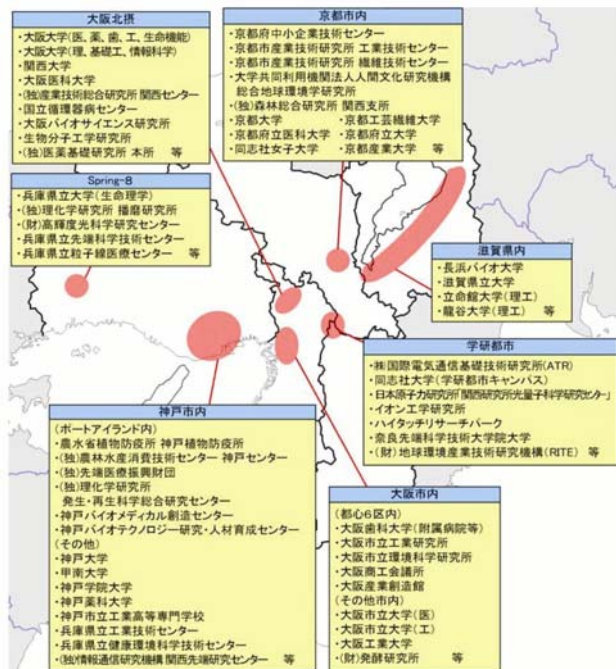 大阪北摂
・大阪大学(医、薬、歯、工、生命機能)
・大阪大学(理、基礎工、情報科学)
・関西大学
・大阪医科大学
・(独)産業技術総合研究所 関西センター
・国立循環器病センター
・大阪バイオサイエンス研究所
・生物分子工学研究所
・(独)医薬基礎研究所 本所 等
京都市内
・京都府中小企業技術センター
・京都市産業技術研究所 工業技術センター
・京都市産業技術研究所 繊維技術センター
・大学共同利用機関法人人間文化研究機構
総合地球環境学研究所
・(独)森林総合研究所 関西支所
・京都大学 ・京都工芸繊維大学
・京都府立医科大学 ・京都府立大学
・同志社女子大学 ・京都産業大学 等
Spring-8
・兵庫県立大学(生命理学)
・(独)理化学研究所 播磨研究所
・(財)高輝度光科学研究センター
・兵庫県立先端科学技術センター
・兵庫県立粒子線医療センター 等
滋賀県内
・長浜バイオ大学
・滋賀県立大学
・立命館大学(理工)
・龍谷大学(理工) 等
学研都市
・㈱国際電気通信基礎技術研究所(ATR)
・同志社大学(学研都市キャンパス)
・日本原子力研究所「関西研究所光量子科学研究センター」
・イオン工学研究所
・ハイタッチリサーチパーク
・奈良先端科学技術大学院大学
・(財)地球環境産業技術研究機構(RITE) 等
神戸市内
(ポートアイランド内)
・農水省植物防疫所 神戸植物防疫所
・(独)農林水産消費技術センター 神戸センター
・(独)先端医療振興財団
・(独)理化学研究所
発生・再生科学総合研究センター
・神戸バイオメディカル創造センター
・神戸バイオテクノロジー研究・人材育成センター
(その他)
・神戸大学
・甲南大学
・神戸学院大学
・神戸薬科大学
・神戸市立工業高等専門学校
・兵庫県立工業技術センター
・兵庫県立健康環境科学技術センター
・(独)情報通信研究機構 関西先端研究センター 等
大阪市内
(都心6区内)
・大阪歯科大学(附属病院等)
・大阪市立工業研究所
・大阪市立環境科学研究所
・大阪商工会議所
・大阪産業創造館
(その他市内)
・大阪市立大学(医)
・大阪市立大学(工)
・大阪工業大学
・(財)発酵研究所 等